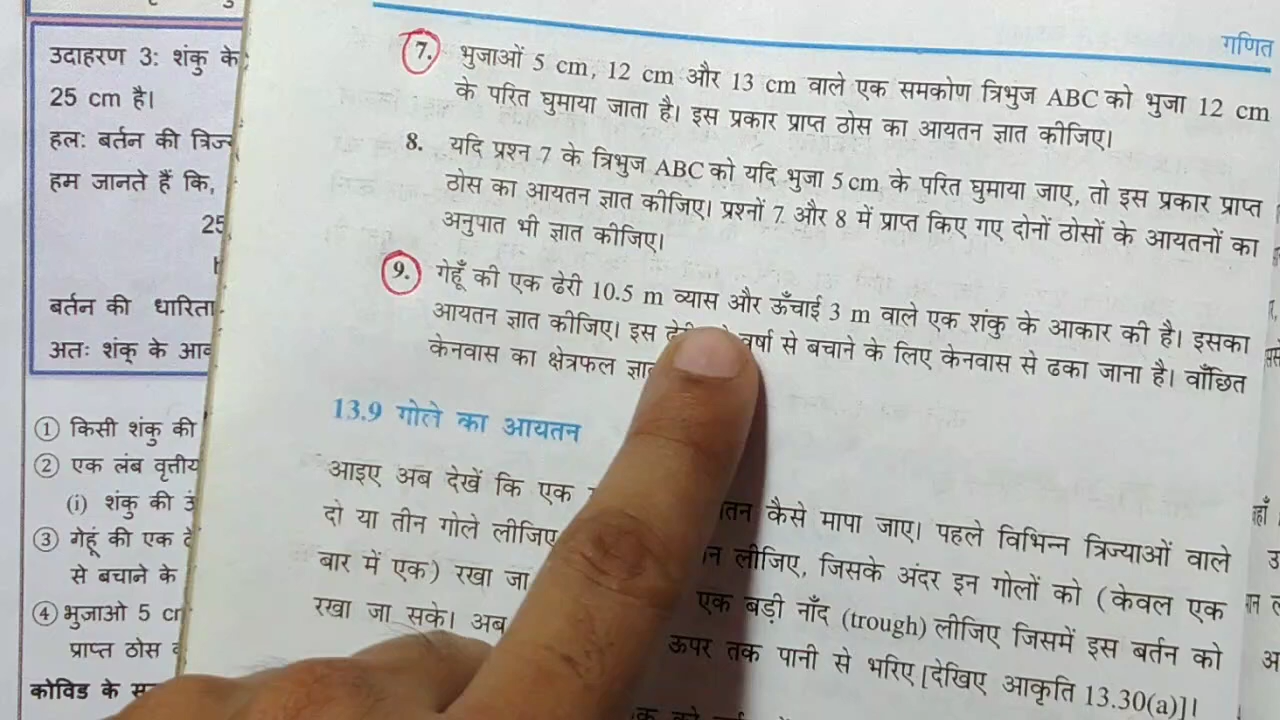 उदाहरण 3: शंकु के
25 cm है।
हल: बर्तन की
हम जानते हैं कि,
25
बर्तन की धारिता
अतः शंकु के
① किसी शंकु की
② एक लंब वृत्तीय
(i) शंकु की
③ गेहूं की एक
से बचाने के
④ भुजाओ 5
प्राप्त ठोस
कोविड के
गणित
7. भुजाओं 5 cm, 12 cm और 13 cm वाले एक समकोण त्रिभुज ABC को भुजा 12 cm
के परित घुमाया जाता है। इस प्रकार प्राप्त ठोस का आयतन ज्ञात कीजिए।
8. यदि प्रश्न 7 के त्रिभुज ABC को यदि भुजा 5 cm के परित घुमाया जाए, तो इस प्रकार प्राप्त
ठोस का आयतन ज्ञात कीजिए। प्रश्नों 7 और 8 में प्राप्त किए गए दोनों ठोसों के आयतनों का
अनुपात भी ज्ञात कीजिए।
9. गेहूँ की एक ढेरी 10.5 m व्यास और ऊँचाई 3 m वाले एक शंकु के आकार की है। इसका
आयतन ज्ञात कीजिए। इस वर्षा से बचाने के लिए केनवास से ढका जाना है। वाँछित
केनवास का क्षेत्रफल
13.9 गोले का आयतन
आइए अब देखें कि एक कैसे मापा जाए। पहले विभिन्न त्रिज्याओं वाले
दो या तीन गोले लीजिए लीजिए, जिसके अंदर इन गोलों को (केवल एक
बार में एक) रखा जा एक बड़ी नाँद (trough) लीजिए जिसमें इस बर्तन को
रखा जा सके। अब ऊपर तक पानी से भरिए [देखिए आकृति 13.30(a)]।